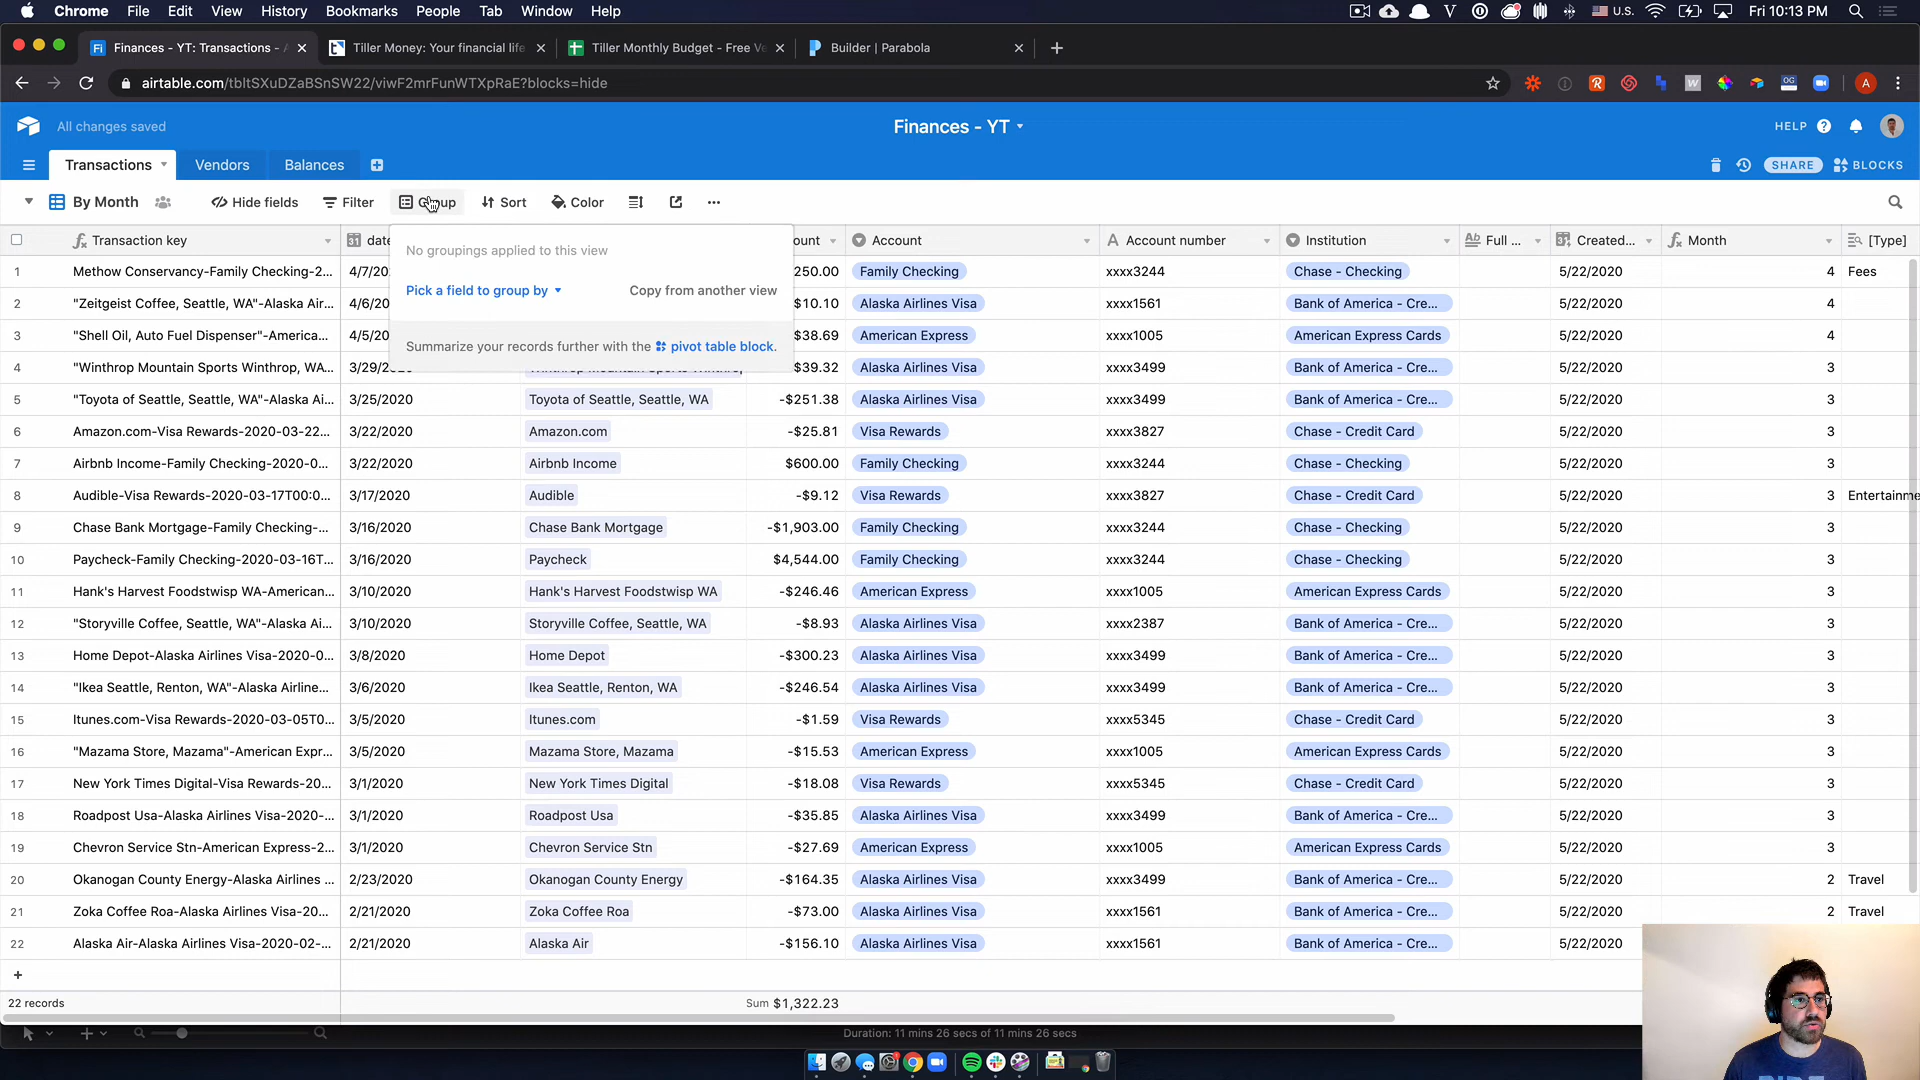 Chrome File Edit View History Bookmarks People Tab Window Help
U.S. Fri 10:13 PM
Finances - YT: Transactions - A
Tiller Money: Your financial life
Tiller Monthly Budget - Free Ve
Builder | Parabola
airtable.com/tbltSXuDZaBSnSW22/viwF2mrFunWTXpRaE?blocks=hide
All changes saved
Finances - YT
HELP
Transactions Vendors Balances
SHARE BLOCKS
By Month Hide fields Filter Group Sort Color
Transaction key date ount Account Account number Institution Full ... Created... Month [Type]
No groupings applied to this view
Pick a field to group by Copy from another view
Summarize your records further with the pivot table block.
1 Methow Conservancy-Family Checking-2... 4/7/20 250.00 Family Checking xxxx3244 Chase - Checking 5/22/2020 4 Fees
2 "Zeitgeist Coffee, Seattle, WA"-Alaska Air... 4/6/20 $10.10 Alaska Airlines Visa xxxx1561 Bank of America - Cre... 5/22/2020 4
3 "Shell Oil, Auto Fuel Dispenser"-America... 4/5/20 $38.69 American Express xxxx1005 American Express Cards 5/22/2020 4
4 "Winthrop Mountain Sports Winthrop, WA... 3/29/2020 Winthrop Mountain Sports Winthro, $39.32 Alaska Airlines Visa xxxx3499 Bank of America - Cre... 5/22/2020 3
5 "Toyota of Seattle, Seattle, WA"-Alaska Ai... 3/25/2020 Toyota of Seattle, Seattle, WA -$251.38 Alaska Airlines Visa xxxx3499 Bank of America - Cre... 5/22/2020 3
6 Amazon.com-Visa Rewards-2020-03-22... 3/22/2020 Amazon.com -$25.81 Visa Rewards xxxx3827 Chase - Credit Card 5/22/2020 3
7 Airbnb Income-Family Checking-2020-0... 3/22/2020 Airbnb Income $600.00 Family Checking xxxx3244 Chase - Checking 5/22/2020 3
8 Audible-Visa Rewards-2020-03-17T00:0... 3/17/2020 Audible -$9.12 Visa Rewards xxxx3827 Chase - Credit Card 5/22/2020 3 Entertainme
9 Chase Bank Mortgage-Family Checking-... 3/16/2020 Chase Bank Mortgage -$1,903.00 Family Checking xxxx3244 Chase - Checking 5/22/2020 3
10 Paycheck-Family Checking-2020-03-16T... 3/16/2020 Paycheck $4,544.00 Family Checking xxxx3244 Chase - Checking 5/22/2020 3
11 Hank's Harvest Foodstwisp WA-American... 3/10/2020 Hank's Harvest Foodstwisp WA -$246.46 American Express xxxx1005 American Express Cards 5/22/2020 3
12 "Storyville Coffee, Seattle, WA"-Alaska Ai... 3/10/2020 Storyville Coffee, Seattle, WA -$8.93 Alaska Airlines Visa xxxx2387 Bank of America - Cre... 5/22/2020 3
13 Home Depot-Alaska Airlines Visa-2020-0... 3/8/2020 Home Depot -$300.23 Alaska Airlines Visa xxxx3499 Bank of America - Cre... 5/22/2020 3
14 "Ikea Seattle, Renton, WA"-Alaska Airline... 3/6/2020 Ikea Seattle, Renton, WA -$246.54 Alaska Airlines Visa xxxx3499 Bank of America - Cre... 5/22/2020 3
15 Itunes.com-Visa Rewards-2020-03-05T0... 3/5/2020 Itunes.com -$1.59 Visa Rewards xxxx5345 Chase - Credit Card 5/22/2020 3
16 "Mazama Store, Mazama"-American Expr... 3/5/2020 Mazama Store, Mazama -$15.53 American Express xxxx1005 American Express Cards 5/22/2020 3
17 New York Times Digital-Visa Rewards-20... 3/1/2020 New York Times Digital -$18.08 Visa Rewards xxxx5345 Chase - Credit Card 5/22/2020 3
18 Roadpost Usa-Alaska Airlines Visa-2020-... 3/1/2020 Roadpost Usa -$35.85 Alaska Airlines Visa xxxx3499 Bank of America - Cre... 5/22/2020 3
19 Chevron Service Stn-American Express-2... 3/1/2020 Chevron Service Stn -$27.69 American Express xxxx1005 American Express Cards 5/22/2020 3
20 Okanogan County Energy-Alaska Airlines ... 2/23/2020 Okanogan County Energy -$164.35 Alaska Airlines Visa xxxx3499 Bank of America - Cre... 5/22/2020 2 Travel
21 Zoka Coffee Roa-Alaska Airlines Visa-20... 2/21/2020 Zoka Coffee Roa -$73.00 Alaska Airlines Visa xxxx1561 Bank of America - Cre... 5/22/2020 2 Travel
22 Alaska Air-Alaska Airlines Visa-2020-02-... 2/21/2020 Alaska Air -$156.10 Alaska Airlines Visa xxxx1561 Bank of America - Cre... 5/22/2020
22 records Sum $1,322.23
Duration: 11 mins 26 secs of 11 mins 26 secs